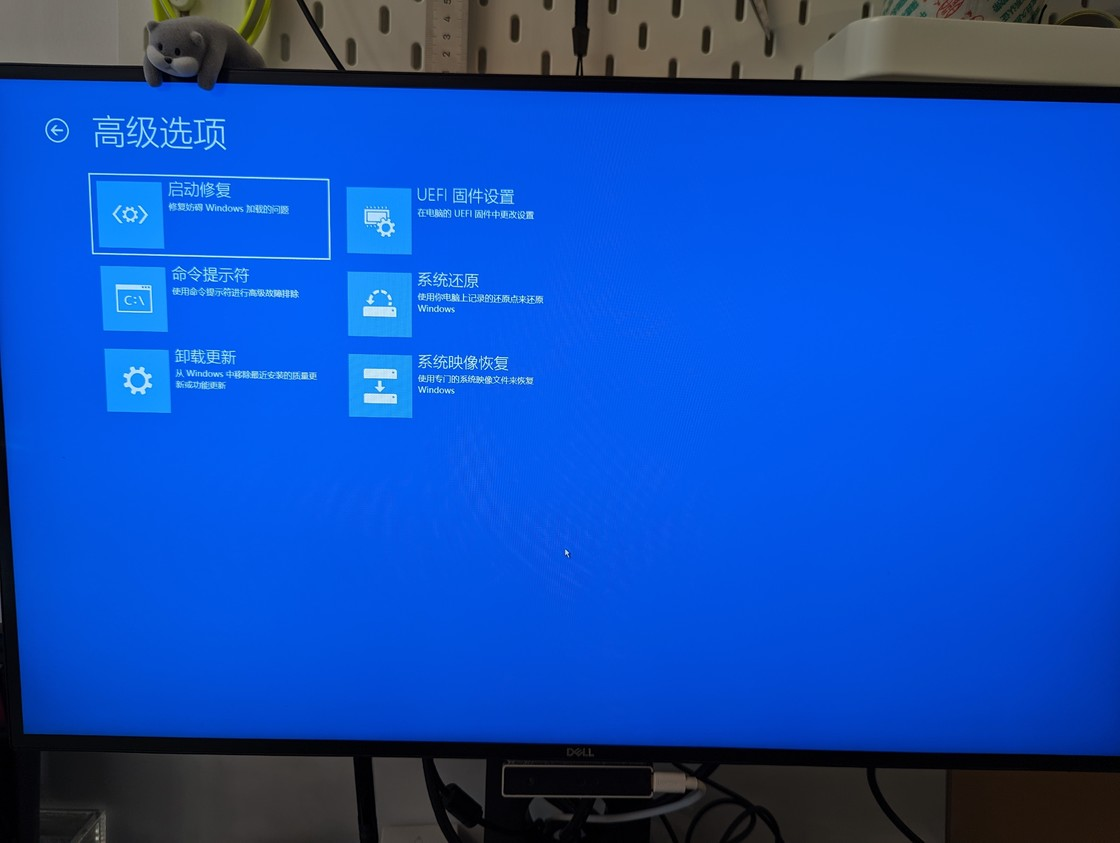 高级选项
启动修复
修复妨碍 Windows 加载的问题
UEFI 固件设置
在电脑的 UEFI 固件中更改设置
命令提示符
使用命令提示符进行高级故障排除
C:\
系统还原
使用你电脑上记录的还原点来还原
Windows
卸载更新
从 Windows 中移除最近安装的质量更
新或功能更新
系统映像恢复
使用专门的系统映像文件来恢复
Windows
DELL